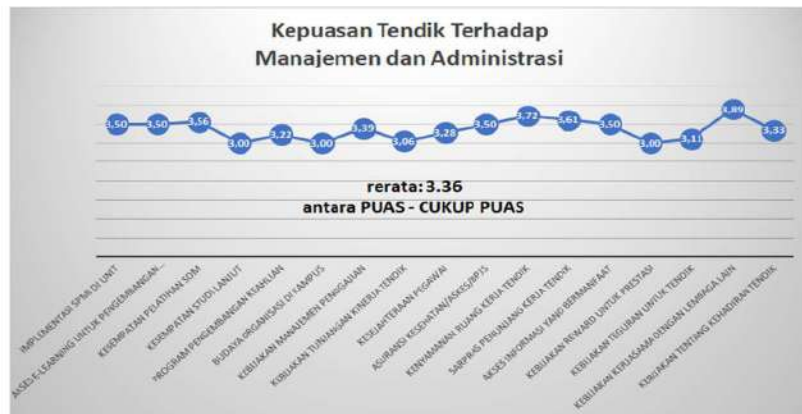 Kepuasan Tendik Terhadap
Manajemen dan Administrasi
3,50
3,50
3,56
3,00
3,22
3,00
3,39
3,06
3,28
3,50
3,72
3,61
3,50
3,00
3,11
3,89
3,33
rerata: 3.36
antara PUAS - CUKUP PUAS
IMPLEMENTASI SPMI DI UNIT
AKSES E-LEARNING UNTUK PENGEMBANGAN...
KESEMPATAN PELATIHAN SDM
KESEMPATAN STUDI LANJUT
PROGRAM PENGEMBANGAN KEAHLIAN
BUDAYA ORGANISASI DI KAMPUS
KEBIJAKAN MANAJEMEN PENGGAJIAN
KEBIJAKAN TUNJANGAN KINERJA TENDIK
KESEJAHTERAAN PEGAWAI
ASURANSI KESEHATAN/ASKES/BPJS
KENYAMANAN RUANG KERJA TENDIK
SARPRAS PENUNJANG KERJA TENDIK
AKSES INFORMASI YANG BERMANFAAT
KEBIJAKAN REWARD UNTUK PRESTASI
KEBIJAKAN TEGURAN UNTUK TENDIK
KEBIJAKAN KERJASAMA DENGAN LEMBAGA LAIN
KEBIJAKAN TENTANG KEHADIRAN TENDIK